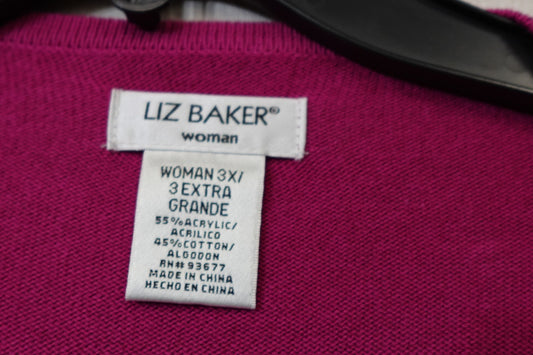 LIZ BAKER®
woman
WOMAN 3X/
3 EXTRA
GRANDE
55% ACRYLIC/
ACRILICO
45% COTTON/
ALGODON
RN# 93677
MADE IN CHINA
HECHO EN CHINA